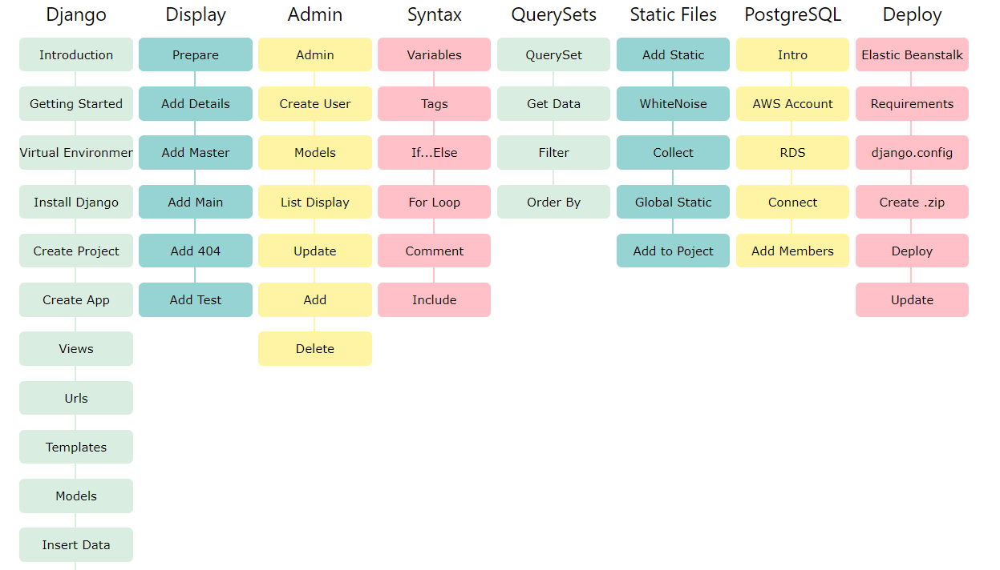 Django
Introduction
Getting Started
Virtual Environmen
Install Django
Create Project
Create App
Views
Urls
Templates
Models
Insert Data
Display
Prepare
Add Details
Add Master
Add Main
Add 404
Add Test
Admin
Admin
Create User
Models
List Display
Update
Add
Delete
Syntax
Variables
Tags
If...Else
For Loop
Comment
Include
QuerySets
QuerySet
Get Data
Filter
Order By
Static Files
Add Static
WhiteNoise
Collect
Global Static
Add to Poject
PostgreSQL
Intro
AWS Account
RDS
Connect
Add Members
Deploy
Elastic Beanstalk
Requirements
django.config
Create .zip
Deploy
Update